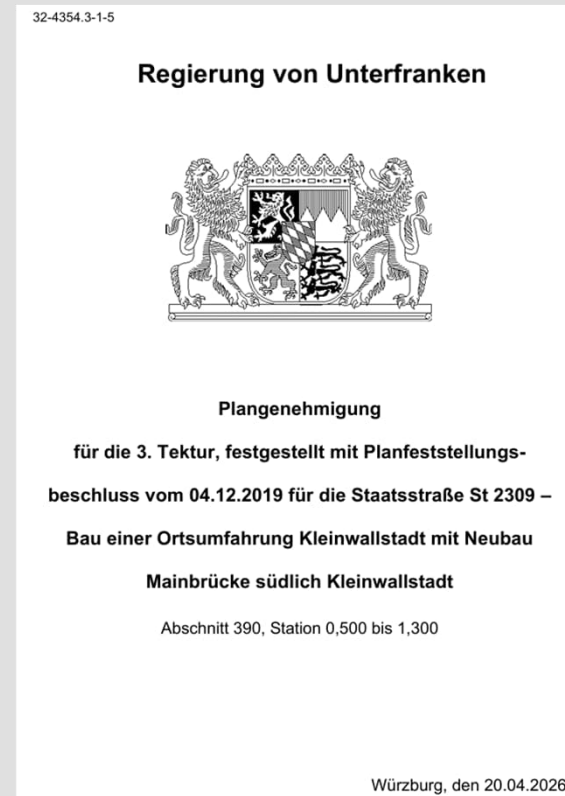 32-4354.3-1-5
Regierung von Unterfranken
Plangenehmigung
für die 3. Tektur, festgestellt mit Planfeststellungs-
beschluss vom 04.12.2019 für die Staatsstraße St 2309 –
Bau einer Ortsumfahrung Kleinwallstadt mit Neubau
Mainbrücke südlich Kleinwallstadt
Abschnitt 390, Station 0,500 bis 1,300
Würzburg, den 20.04.2026